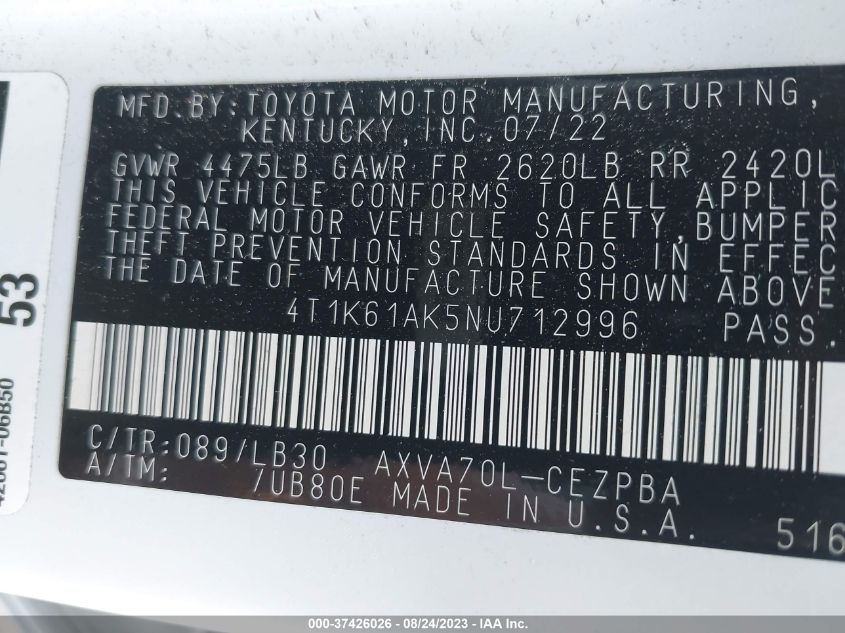 MFD.BY:TOYOTA MOTOR MANUFACTURING,
KENTUCKY,INC.07/22
GVWR 4475LB GAWR FR 2620LB RR 2420L
THIS VEHICLE CONFORMS TO ALL APPLIC
FEDERAL MOTOR VEHICLE SAFETY,BUMPER
THEFT PREVENTION STANDARDS IN EFFEC
THE DATE OF MANUFACTURE SHOWN ABOVE
4T1K61AK5NU712996 PASS.
C/TR:089/LB30 AXVA70L-CEZPBA
A/TM: 7UB80E MADE IN U.S.A.
516
53
42661-06B50
000-37426026 - 08/24/2023 - IAA Inc.